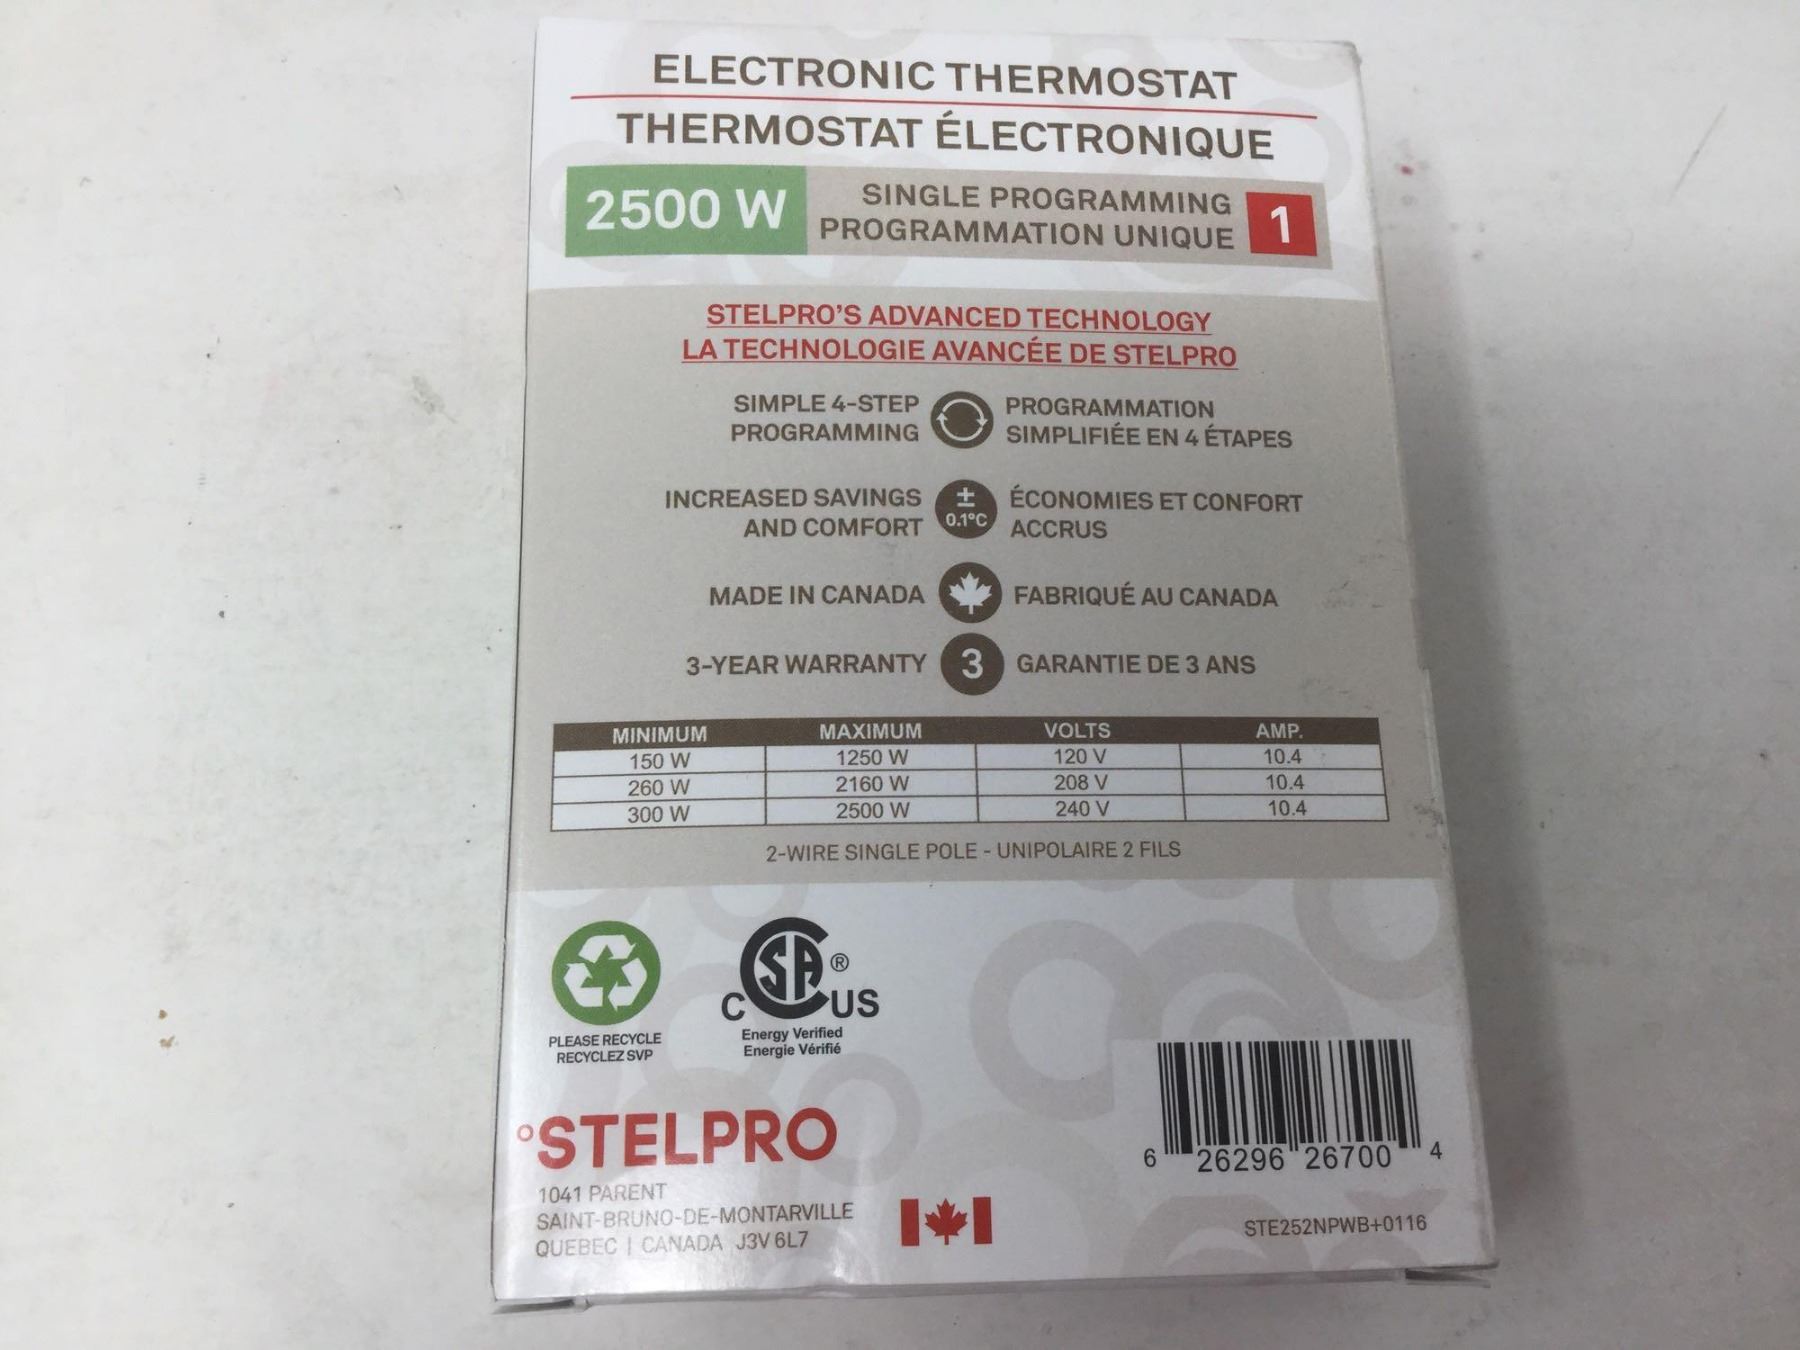 ELECTRONIC THERMOSTAT
THERMOSTAT ÉLECTRONIQUE
2500 W
SINGLE PROGRAMMING
PROGRAMMATION UNIQUE
1
STELPRO'S ADVANCED TECHNOLOGY
LA TECHNOLOGIE AVANCÉE DE STELPRO
SIMPLE 4-STEP
PROGRAMMING
PROGRAMMATION
SIMPLIFIÉE EN 4 ÉTAPES
INCREASED SAVINGS
AND COMFORT
±
0.1°C
ÉCONOMIES ET CONFORT
ACCRUS
MADE IN CANADA
FABRIQUÉ AU CANADA
3-YEAR WARRANTY
3
GARANTIE DE 3 ANS
MINIMUM MAXIMUM VOLTS AMP.
150 W 1250 W 120 V 10.4
260 W 2160 W 208 V 10.4
300 W 2500 W 240 V 10.4
2-WIRE SINGLE POLE - UNIPOLAIRE 2 FILS
PLEASE RECYCLE
RECYCLEZ SVP
C SA ® US
Energy Verified
Energie Vérifié
°STELPRO
1041 PARENT
SAINT-BRUNO-DE-MONTARVILLE
QUEBEC | CANADA J3V 6L7
6 26296 26700 4
STE252NPWB+0116